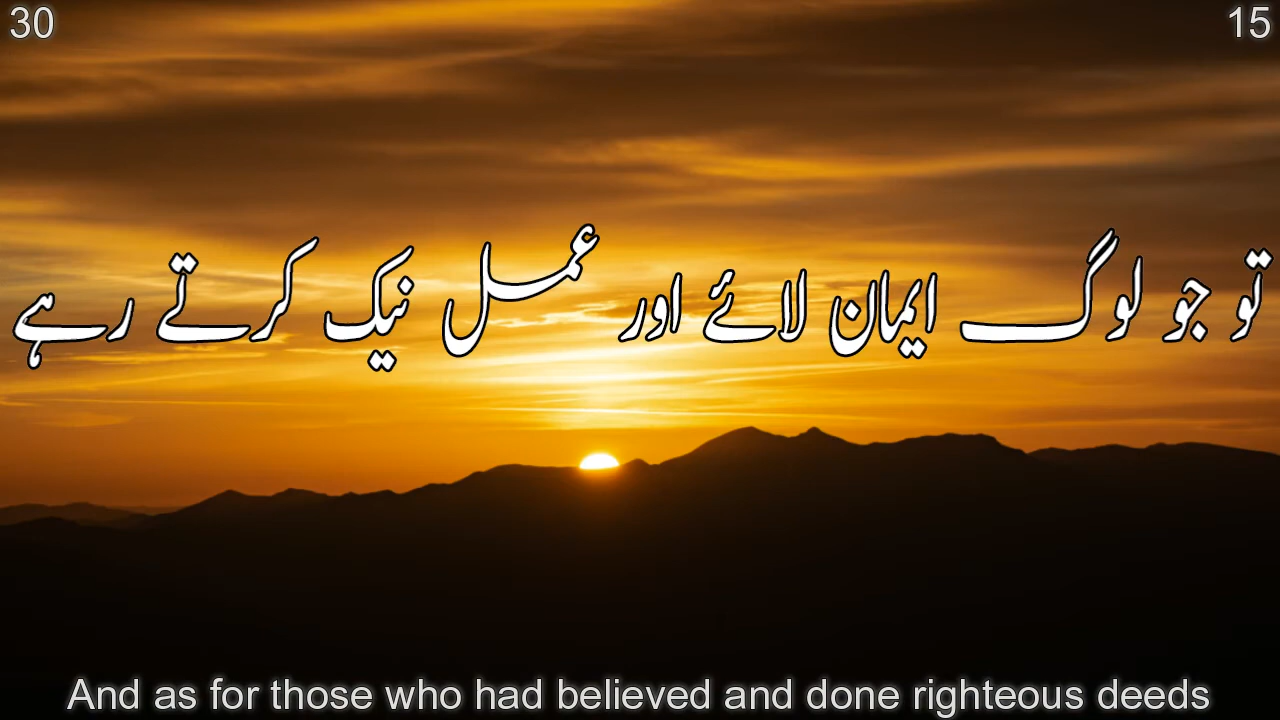 30
15
تو جو لوگ ایمان لائے اور عمل نیک کرتے رہے
And as for those who had believed and done righteous deeds